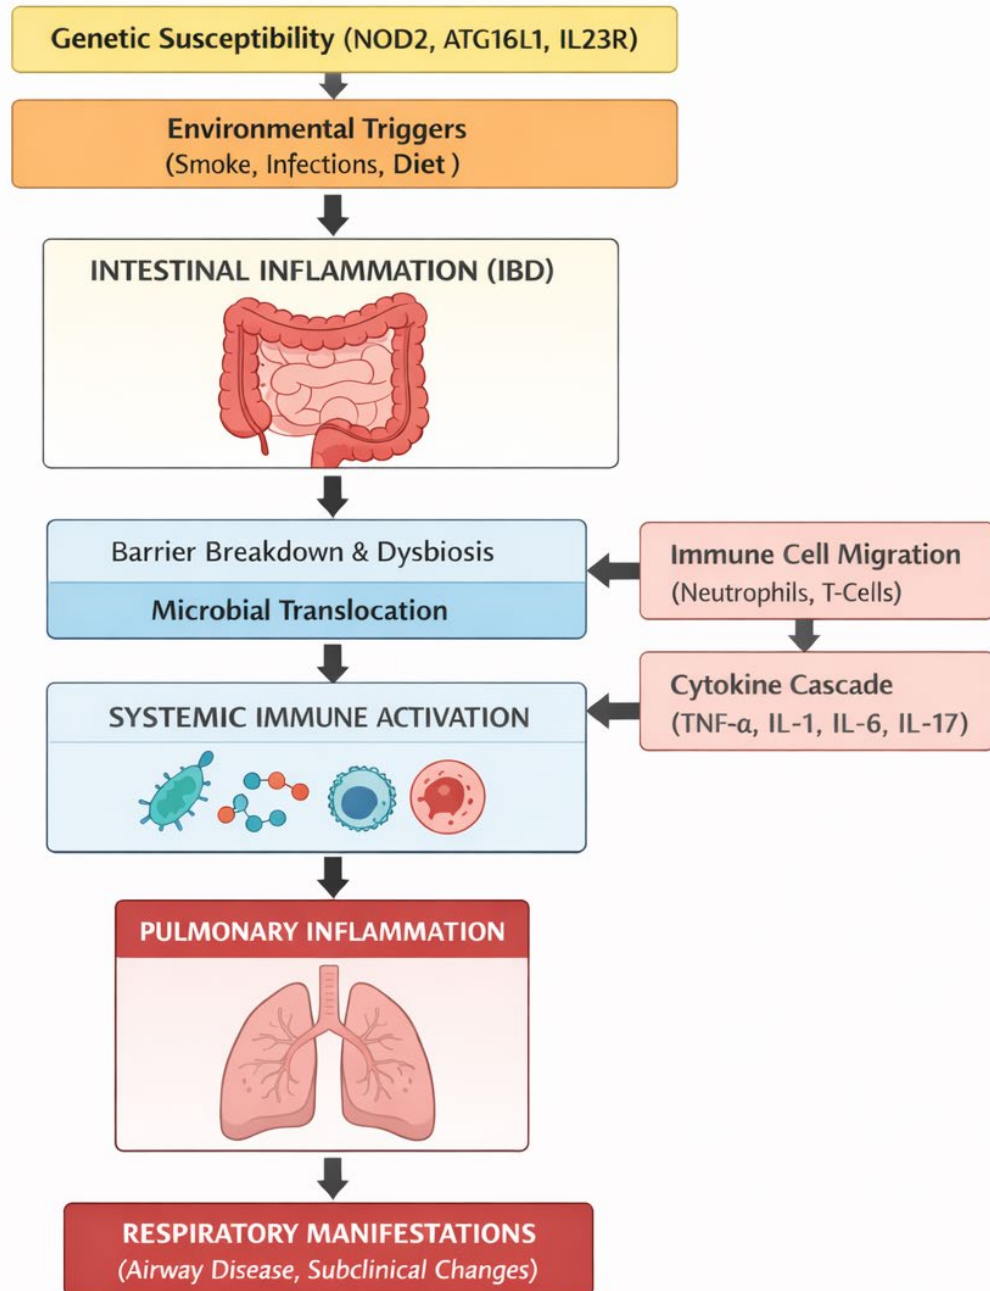 Genetic Susceptibility (NOD2, ATG16L1, IL23R)
Environmental Triggers
(Smoke, Infections, Diet )
INTESTINAL INFLAMMATION (IBD)
Barrier Breakdown & Dysbiosis
Microbial Translocation
Immune Cell Migration
(Neutrophils, T-Cells)
Cytokine Cascade
(TNF-α, IL-1, IL-6, IL-17)
SYSTEMIC IMMUNE ACTIVATION
PULMONARY INFLAMMATION
RESPIRATORY MANIFESTATIONS
(Airway Disease, Subclinical Changes)